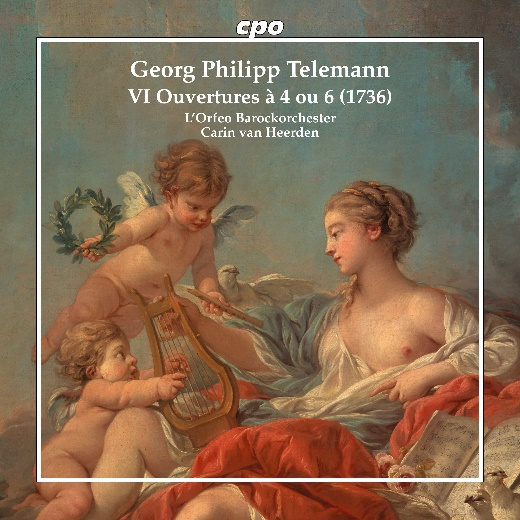 cpo
Georg Philipp Telemann
VI Ouvertures à 4 ou 6 (1736)
L'Orfeo Barockorchester
Carin van Heerden